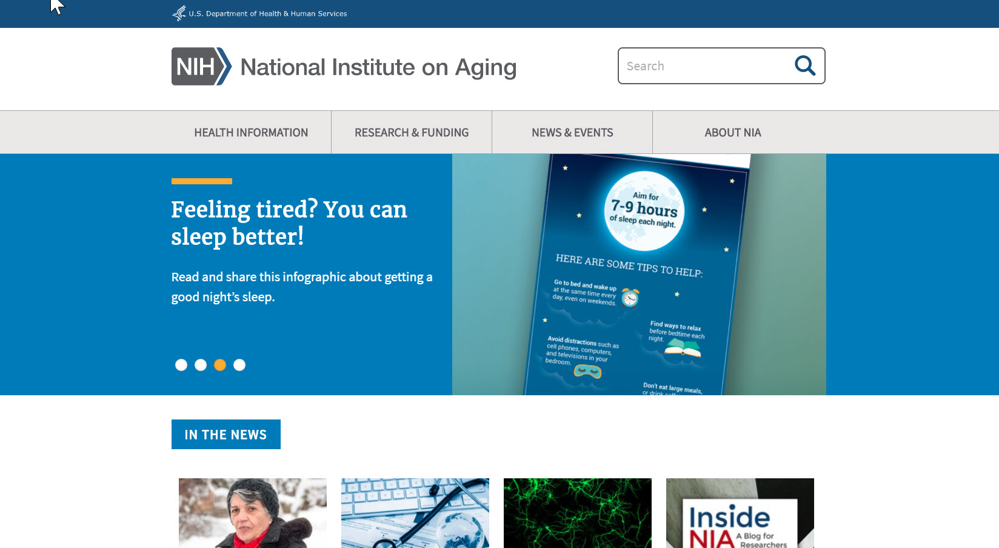 U.S. Department of Health & Human Services
NIH National Institute on Aging
Search
HEALTH INFORMATION
RESEARCH & FUNDING
NEWS & EVENTS
ABOUT NIA
Feeling tired? You can
sleep better!
Read and share this infographic about getting a
good night’s sleep.
Aim for
7-9 hours
of sleep each night.
HERE ARE SOME TIPS TO HELP:
Go to bed and wake up
at the same time every
day, even on weekends.
Find ways to relax
before bedtime each
night.
Avoid distractions such as
cell phones, computers,
and televisions in your
bedroom.
Don't eat large meals,
or drink
IN THE NEWS
Inside
NIA A Blog for
Researchers